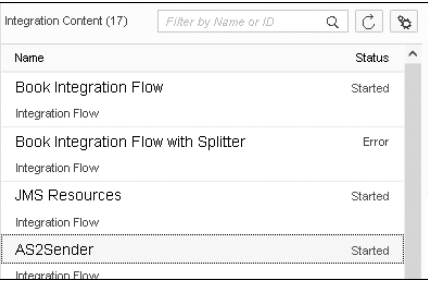 Integration Content (17) Filter by Name or ID
Name Status
Book Integration Flow Started
Integration Flow
Book Integration Flow with Splitter Error
Integration Flow
JMS Resources Started
Integration Flow
AS2Sender Started
Integration Flow